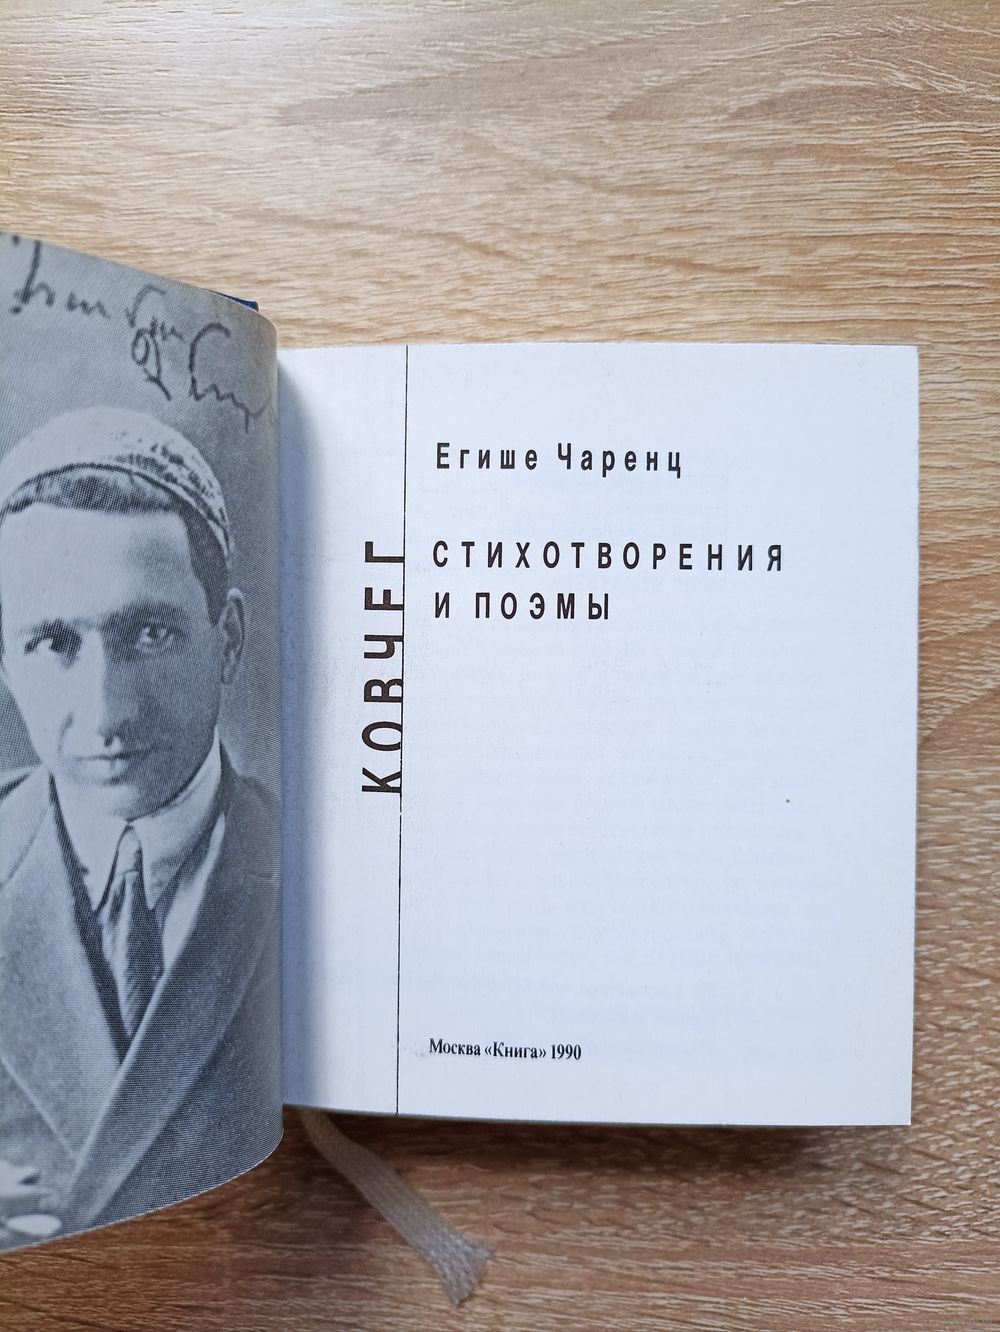 Егише Чаренц
КОВЧЕГ
СТИХОТВОРЕНИЯ
И ПОЭМЫ
Москва «Книга» 1990